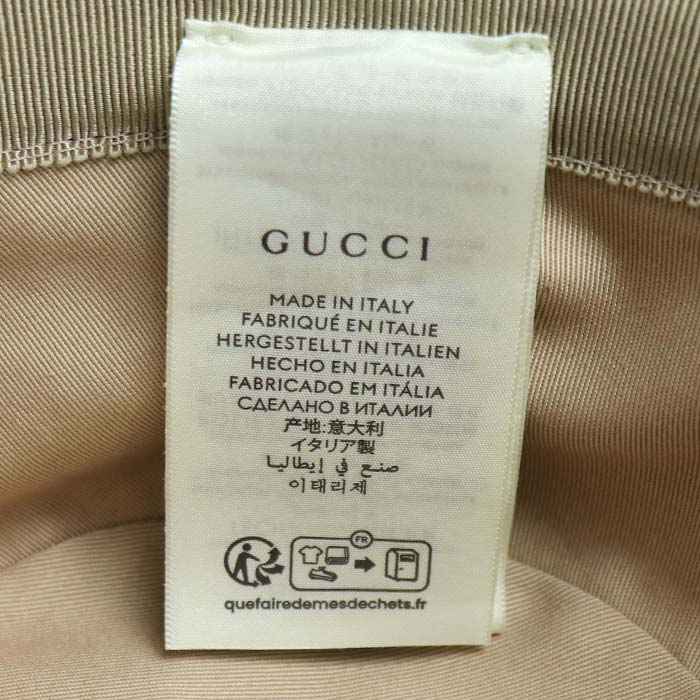 GUCCI
MADE IN ITALY
FABRIQUÉ EN ITALIE
HERGESTELLT IN ITALIEN
HECHO EN ITALIA
FABRICADO EM ITÁLIA
СДЕЛАНО В ИТАЛИИ
产地:意大利
イタリア製
صنع في إيطاليا
이태리제
FR
quefairedemesdechets.fr